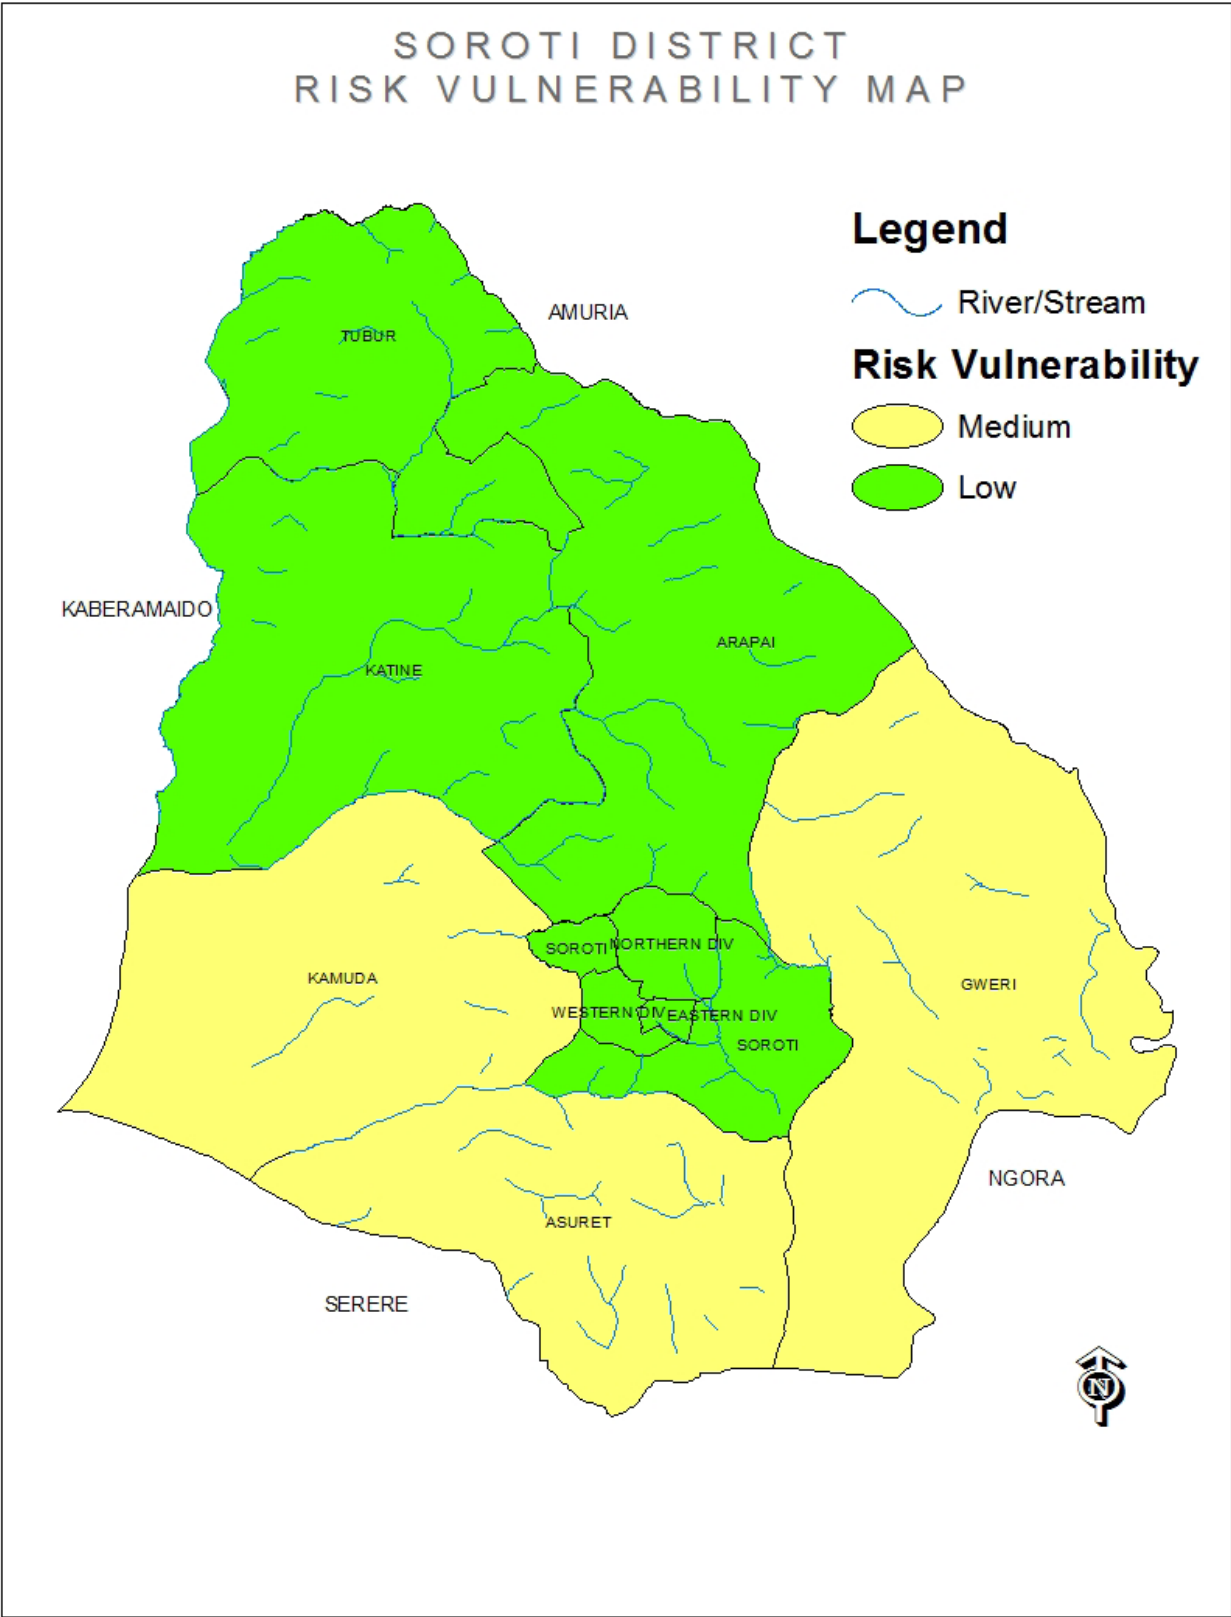 SOROTI DISTRICT
RISK VULNERABILITY MAP
Legend
River/Stream
Risk Vulnerability
Medium
Low
AMURIA
TUBUR
KABERAMAIDO
ARAPAI
KATINE
SOROTI
NORTHERN DIV
KAMUDA
GWERI
WESTERN DIV
EASTERN DIV
SOROTI
NGORA
ASURET
SERERE
N